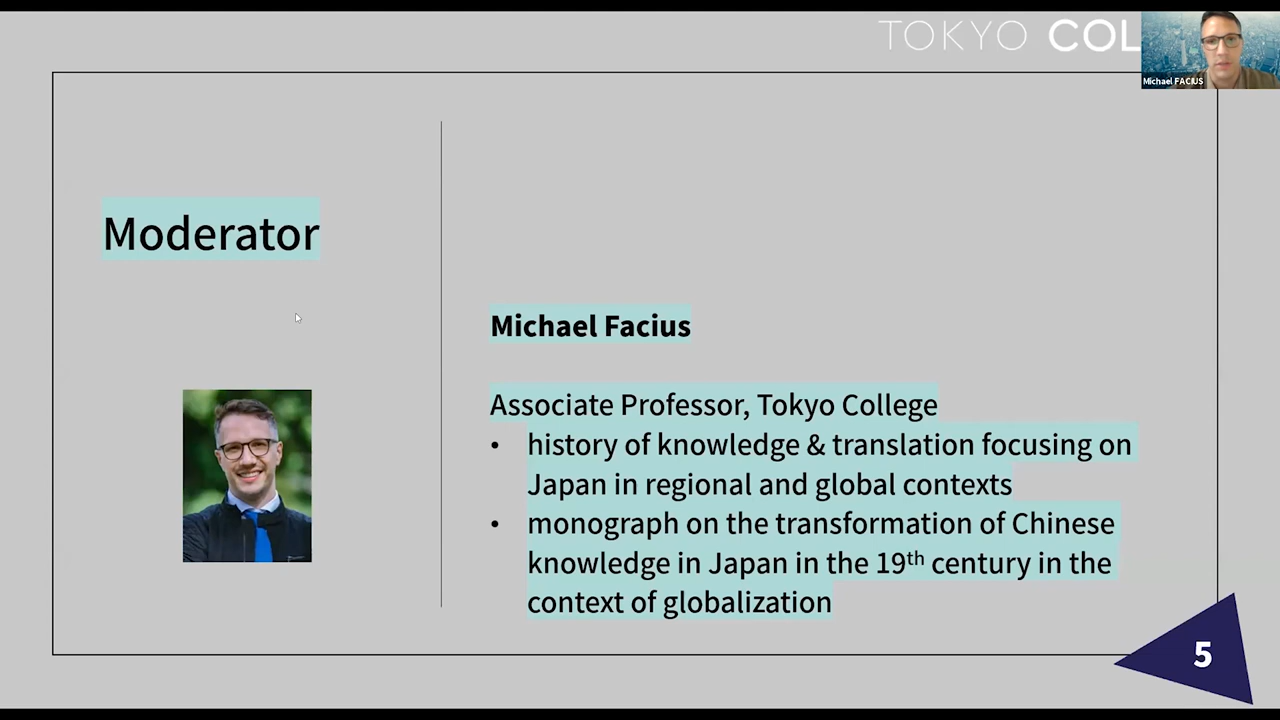 TOKYO COL
Michael FACIUS
Moderator
Michael Facius
Associate Professor, Tokyo College
• history of knowledge & translation focusing on
Japan in regional and global contexts
• monograph on the transformation of Chinese
knowledge in Japan in the 19th century in the
context of globalization
5